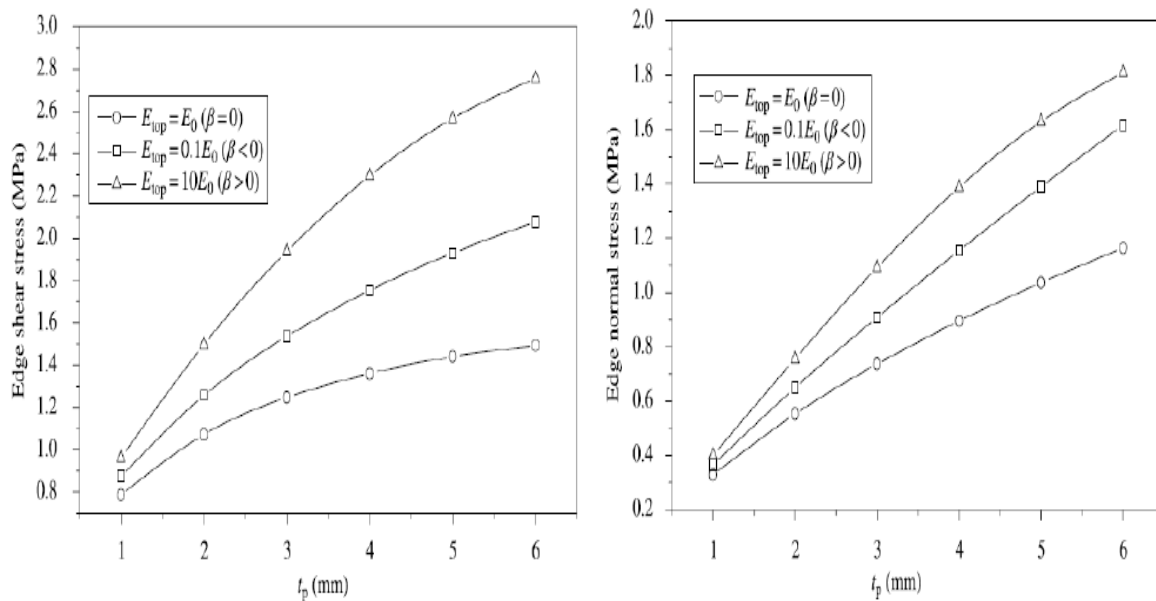 3.0
2.8
2.6
2.4
2.2
2.0
1.8
1.6
1.4
1.2
1.0
0.8
Edge shear stress (MPa)
E_top = E_0 (β=0)
E_top = 0.1E_0 (β<0)
E_top = 10E_0 (β>0)
1 2 3 4 5 6
t_p (mm)
2.0
1.8
1.6
1.4
1.2
1.0
0.8
0.6
0.4
0.2
Edge normal stress (MPa)
E_top = E_0 (β=0)
E_top = 0.1E_0 (β<0)
E_top = 10E_0 (β>0)
1 2 3 4 5 6
t_p (mm)